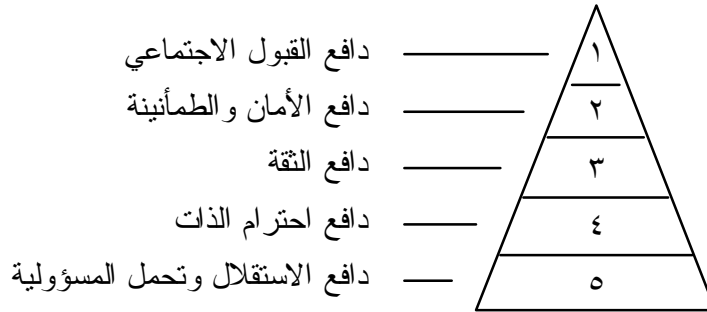 دافع القبول الاجتماعي ١
دافع الأمان والطمأنينة ٢
دافع الثقة ٣
دافع احترام الذات ٤
دافع الاستقلال وتحمل المسؤولية ٥